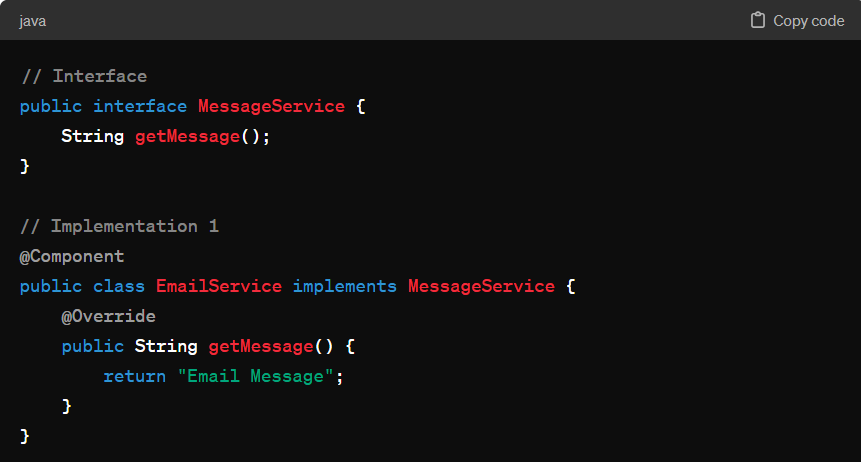 java
Copy code
// Interface
public interface MessageService {
    String getMessage();
}

// Implementation 1
@Component
public class EmailService implements MessageService {
    @Override
    public String getMessage() {
        return "Email Message";
    }
}